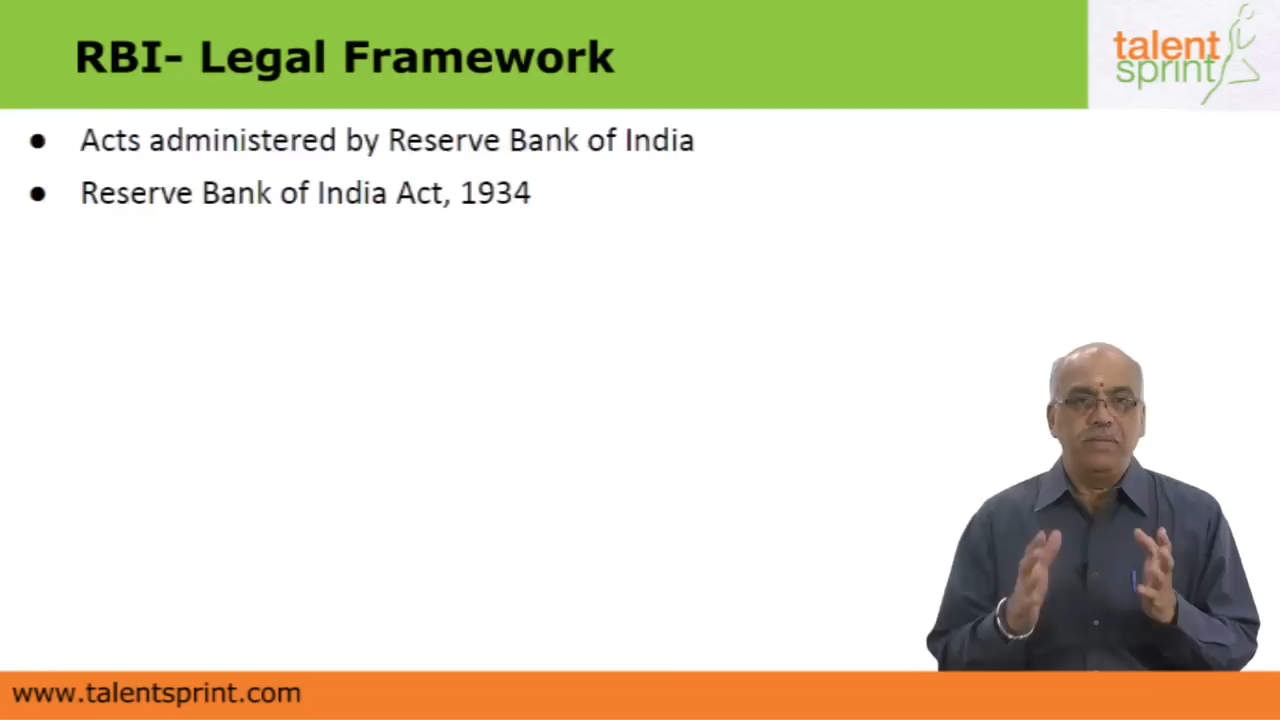 RBI- Legal Framework
talent
sprint
● Acts administered by Reserve Bank of India
● Reserve Bank of India Act, 1934
www.talentsprint.com